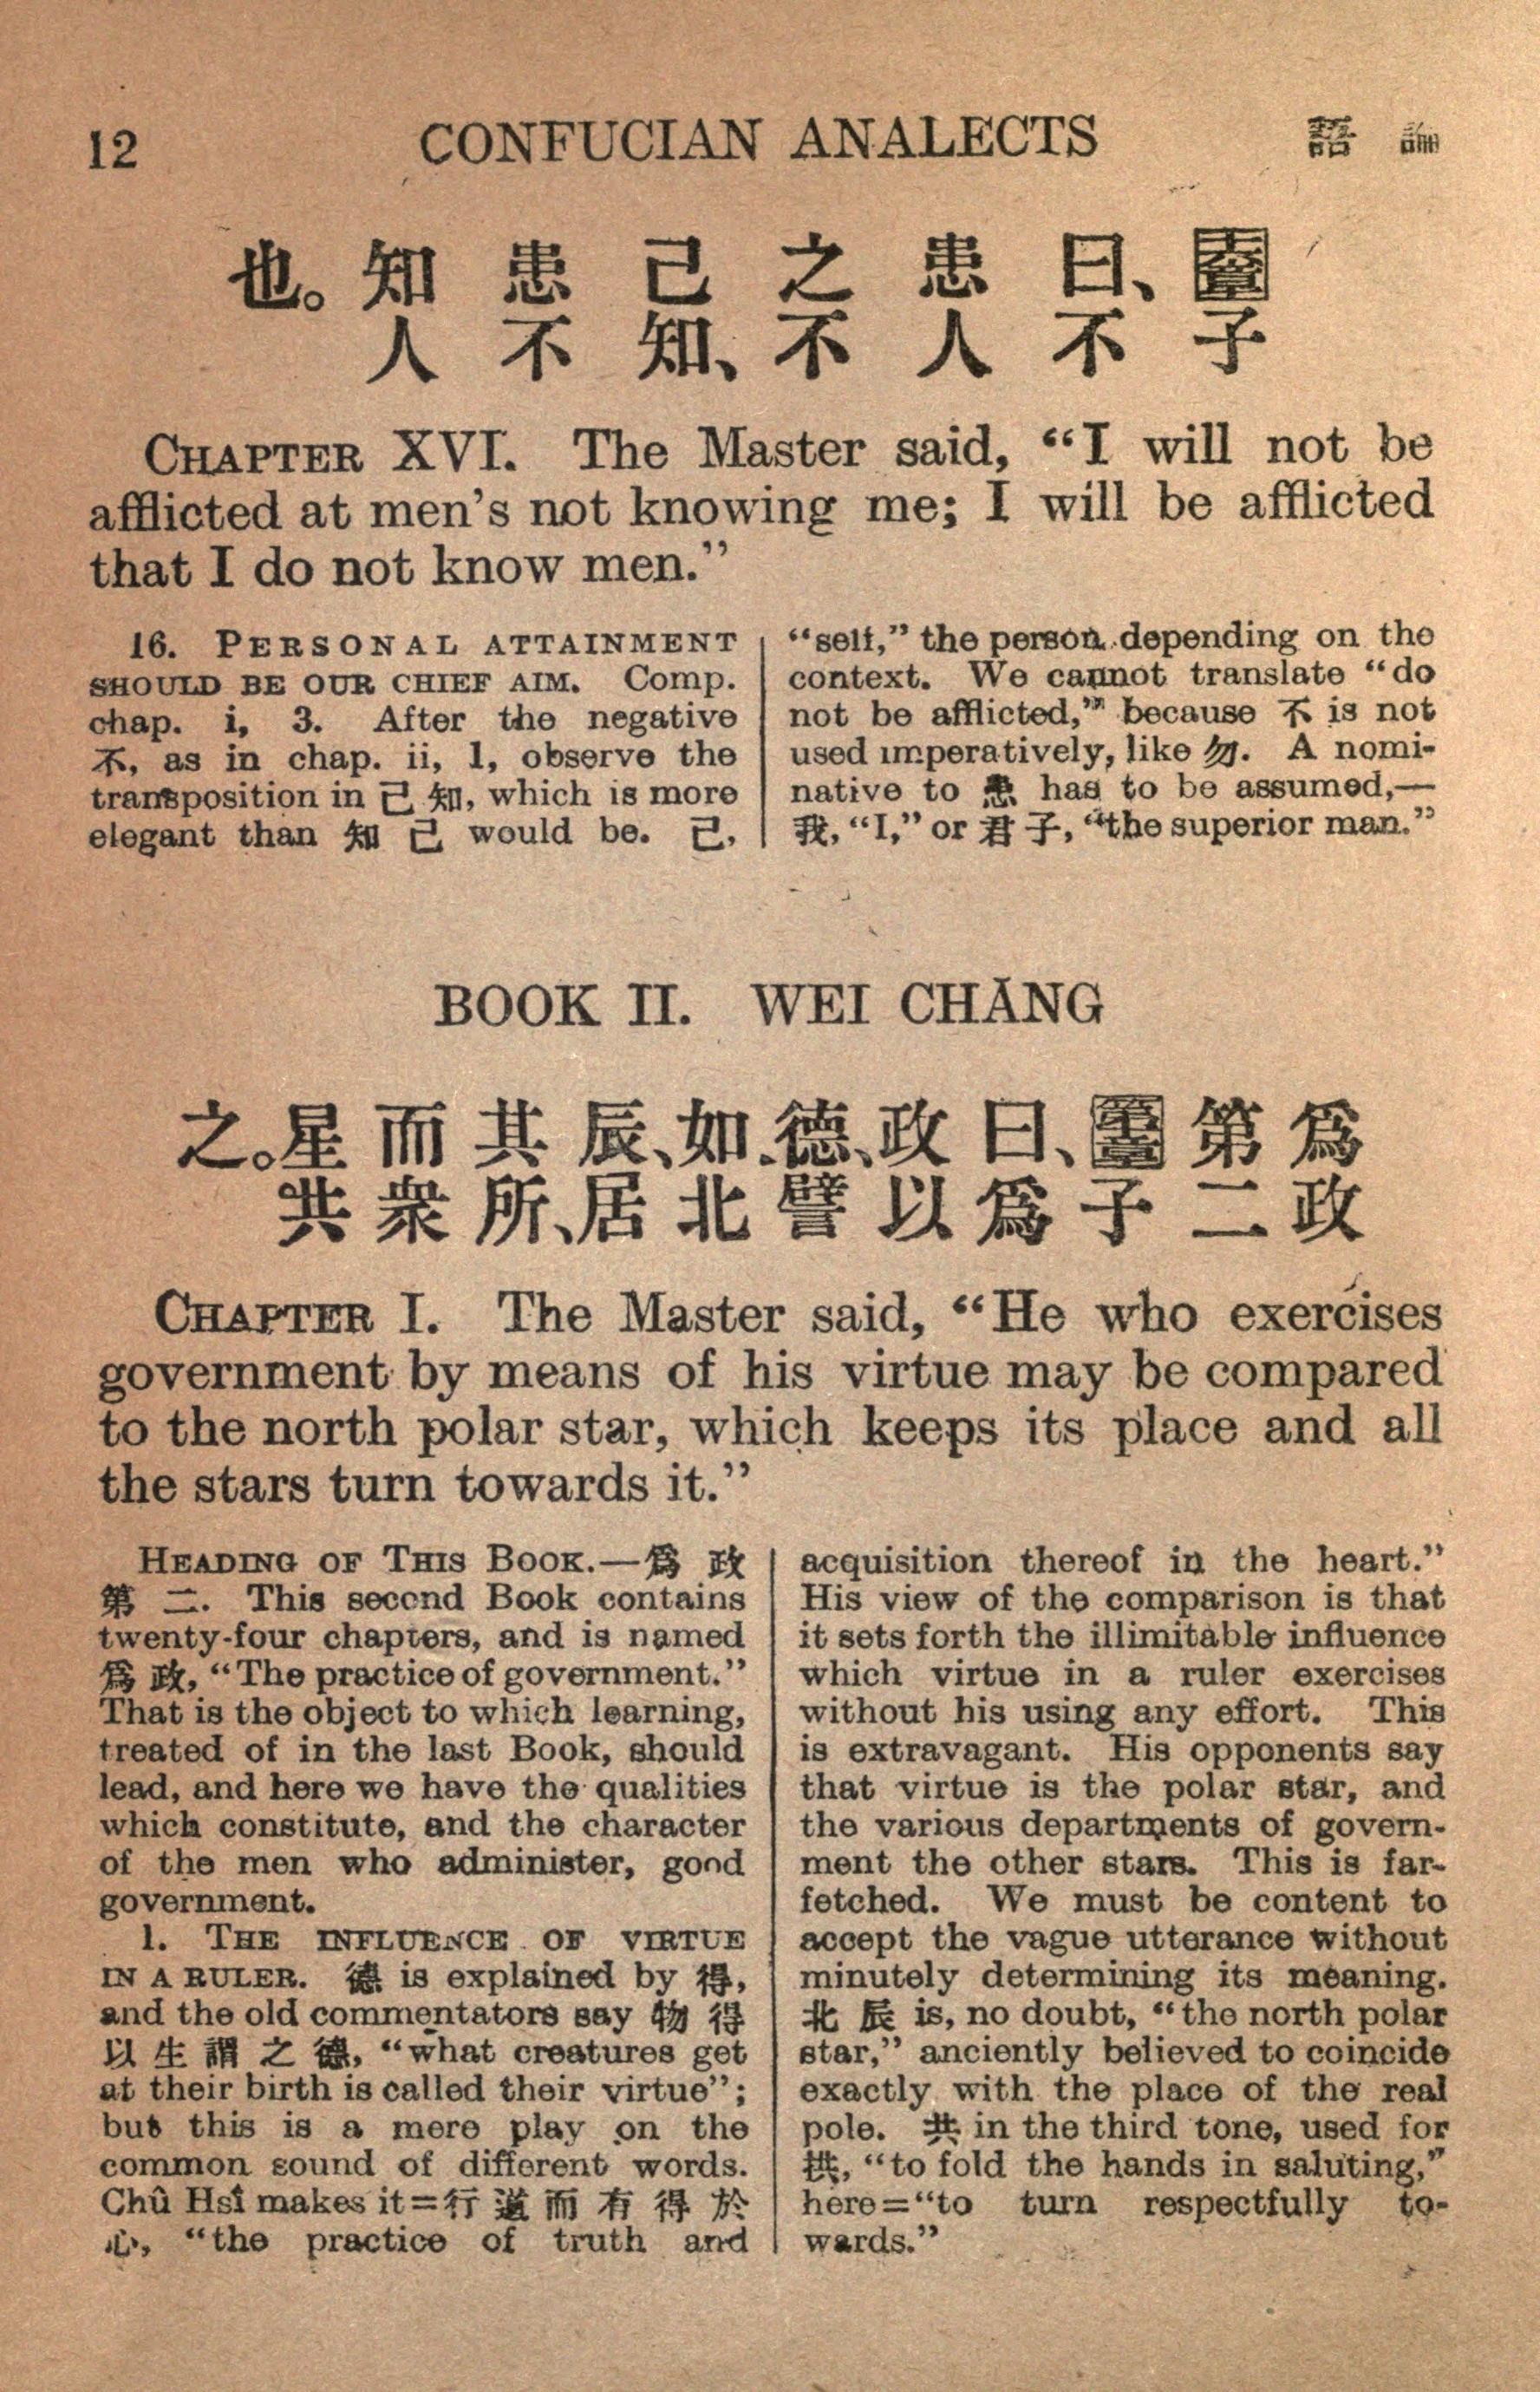 12 CONFUCIAN ANALECTS 語 論
子
曰、不
患人
之不
己知、
患不
知人
也。
CHAPTER XVI. The Master said, “I will not be
afflicted at men’s not knowing me; I will be afflicted
that I do not know men.”
16. PERSONAL ATTAINMENT
SHOULD BE OUR CHIEF AIM. Comp.
chap. i, 3. After the negative
不, as in chap. ii, 1, observe the
transposition in 己 知, which is more
elegant than 知 己 would be. 己,
“self,” the person depending on the
context. We cannot translate “do
not be afflicted,” because 不 is not
used imperatively, like 勿. A nomi-
native to 患 has to be assumed,—
我, “I,” or 君 子, “the superior man.”
BOOK II. WEI CHĂNG
爲政
第二
子
曰、爲
政以
德、譬
如北
辰、居
其所、
而衆
星共
之。
CHAPTER I. The Master said, “He who exercises
government by means of his virtue may be compared
to the north polar star, which keeps its place and all
the stars turn towards it.”
HEADING OF THIS BOOK.—爲 政
第 二. This second Book contains
twenty-four chapters, and is named
爲 政, “The practice of government.”
That is the object to which learning,
treated of in the last Book, should
lead, and here we have the qualities
which constitute, and the character
of the men who administer, good
government.
1. THE INFLUENCE OF VIRTUE
IN A RULER. 德 is explained by 得,
and the old commentators say 物 得
以 生 謂 之 德, “what creatures get
at their birth is called their virtue”;
but this is a mere play on the
common sound of different words.
Chû Hsî makes it=行 道 而 有 得 於
心, “the practice of truth and
acquisition thereof in the heart.”
His view of the comparison is that
it sets forth the illimitable influence
which virtue in a ruler exercises
without his using any effort. This
is extravagant. His opponents say
that virtue is the polar star, and
the various departments of govern-
ment the other stars. This is far-
fetched. We must be content to
accept the vague utterance without
minutely determining its meaning.
北 辰 is, no doubt, “the north polar
star,” anciently believed to coincide
exactly with the place of the real
pole. 共 in the third tone, used for
拱, “to fold the hands in saluting,”
here=“to turn respectfully to-
wards.”